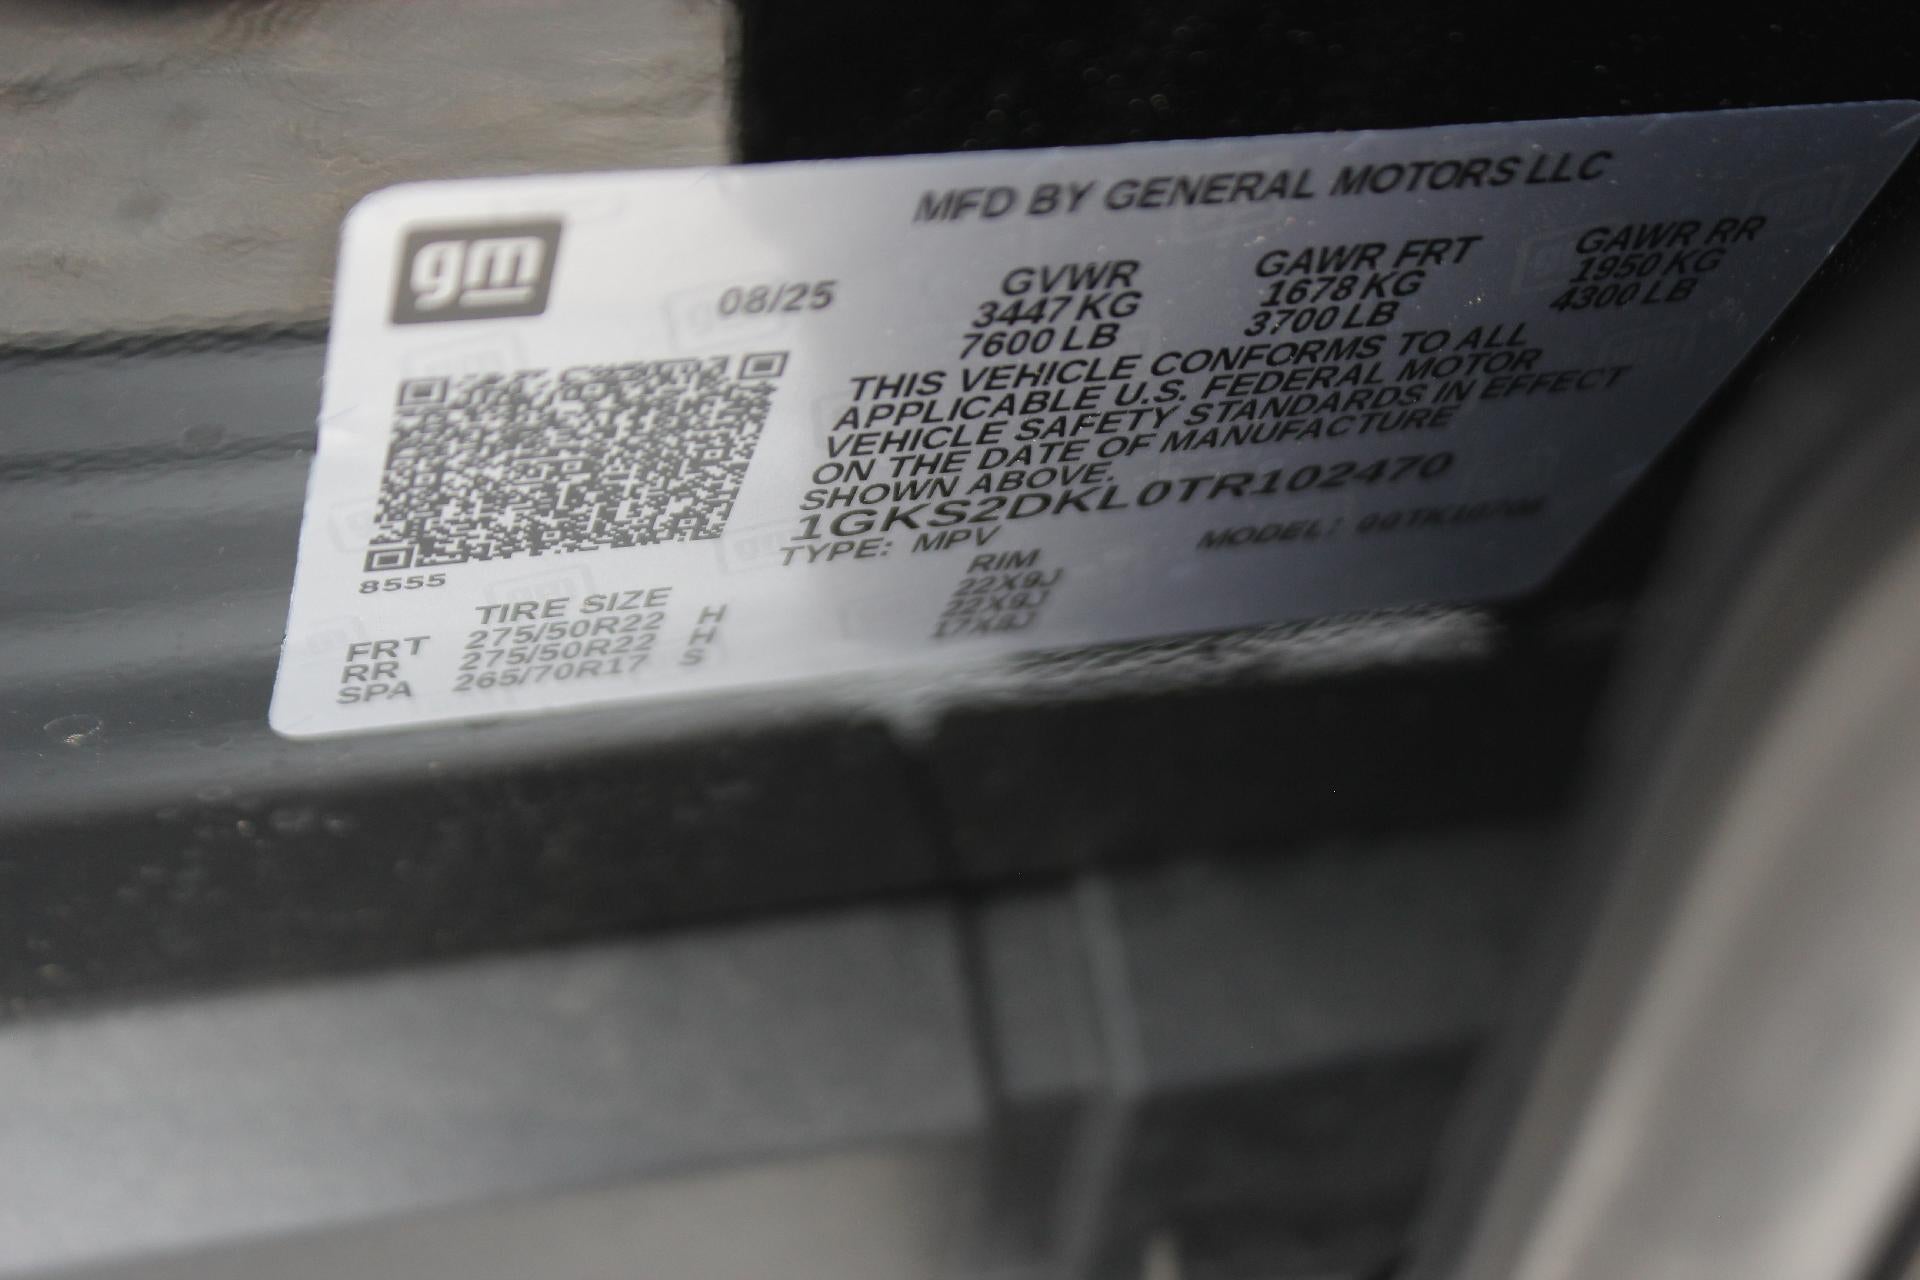 gm
MFD BY GENERAL MOTORS LLC
08/25
GVWR
3447 KG
7600 LB
GAWR FRT
1678 KG
3700 LB
GAWR RR
1950 KG
4300 LB
THIS VEHICLE CONFORMS TO ALL
APPLICABLE U.S. FEDERAL MOTOR
VEHICLE SAFETY STANDARDS IN EFFECT
ON THE DATE OF MANUFACTURE
SHOWN ABOVE.
1GKS2DKL0TR102470
TYPE: MPV
MODEL:
8555
TIRE SIZE RIM
FRT 275/50R22 H 22X9J
RR 275/50R22 H 22X9J
SPA 265/70R17 S 17X8J